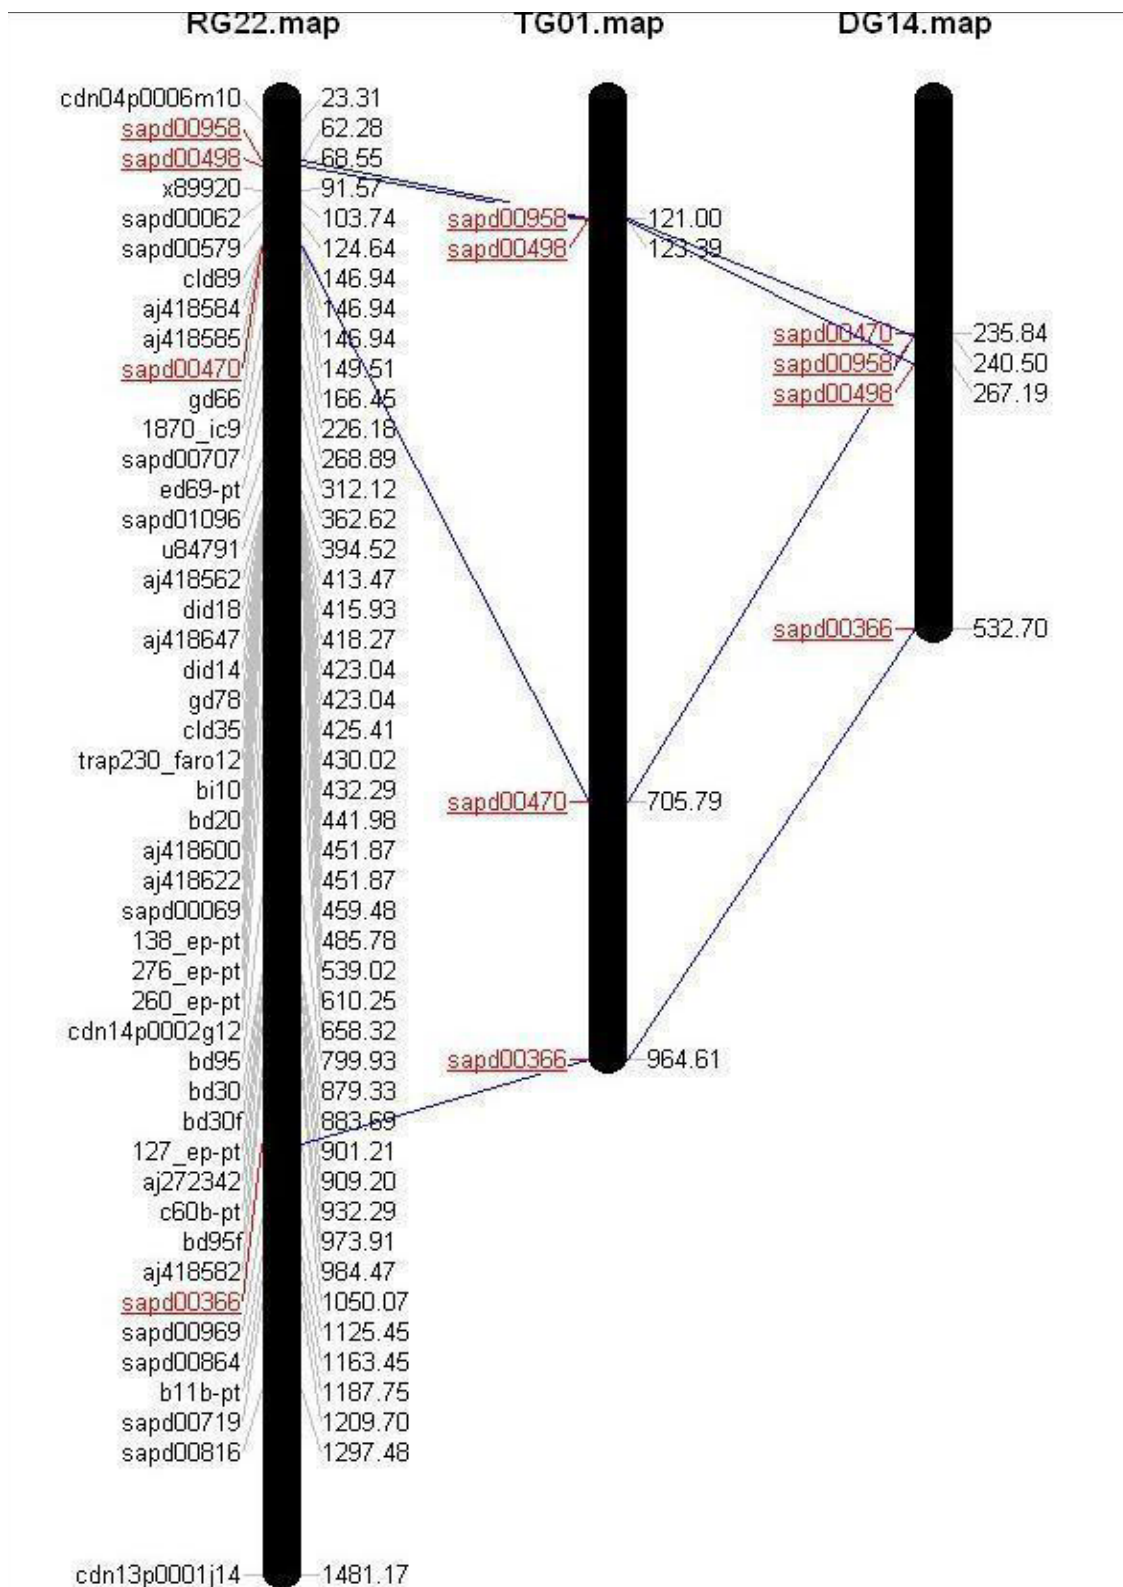 RG22.map TG01.map DG14.map
cdn04p0006m10 23.31
sapd00958 62.28
sapd00498 68.55
x89920 91.57
sapd00062 103.74 sapd00958 121.00
sapd00579 124.64 sapd00498 123.39
cld89 146.94
aj418584 146.94
aj418585 146.94 sapd00470 235.84
sapd00470 149.51 sapd00958 240.50
gd66 166.45 sapd00498 267.19
1870_ic9 226.18
sapd00707 268.89
ed69-pt 312.12
sapd01096 362.62
u84791 394.52
aj418562 413.47
did18 415.93
aj418647 418.27 sapd00366 532.70
did14 423.04
gd78 423.04
cld35 425.41
trap230_faro12 430.02
bi10 432.29 sapd00470 705.79
bd20 441.98
aj418600 451.87
aj418622 451.87
sapd00069 459.48
138_ep-pt 485.78
276_ep-pt 539.02
260_ep-pt 610.25
cdn14p0002g12 658.32
bd95 799.93 sapd00366 964.61
bd30 879.33
bd30f 883.69
127_ep-pt 901.21
aj272342 909.20
c60b-pt 932.29
bd95f 973.91
aj418582 984.47
sapd00366 1050.07
sapd00969 1125.45
sapd00864 1163.45
b11b-pt 1187.75
sapd00719 1209.70
sapd00816 1297.48
cdn13p0001j14 1481.17